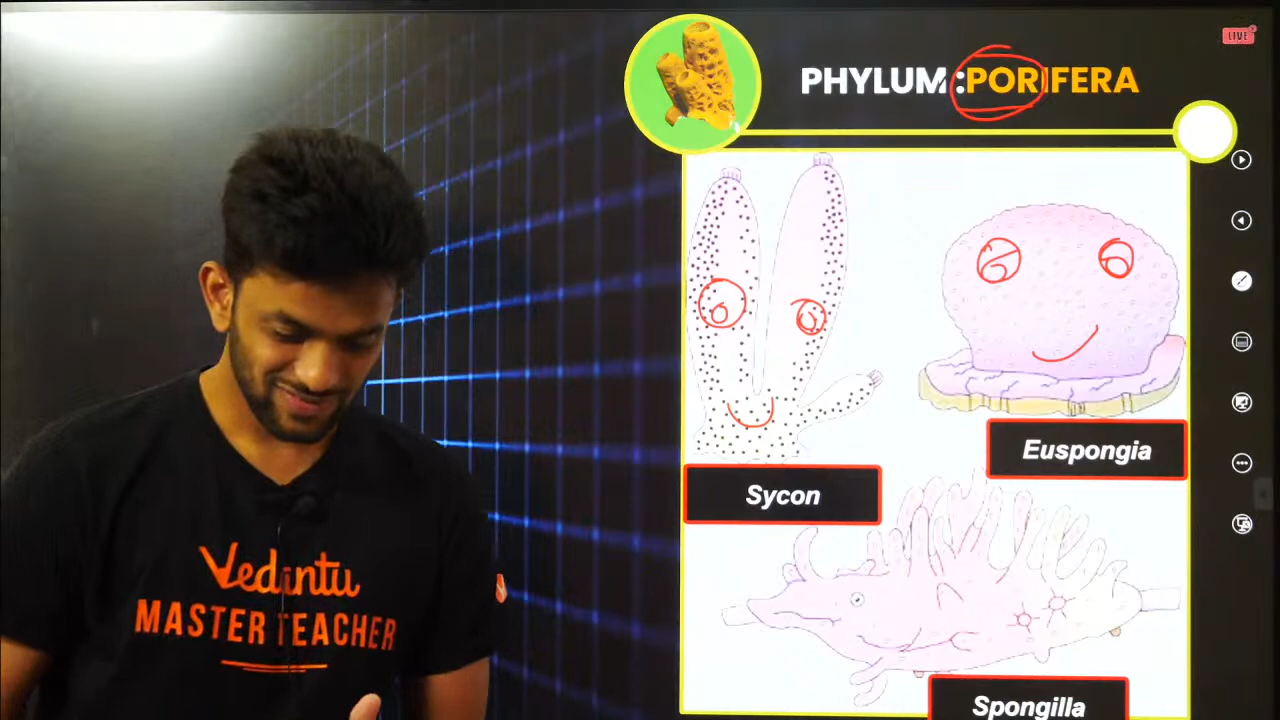 LIVE
PHYLUM :PORIFERA
Sycon
Euspongia
Spongilla
Vedantu
MASTER TEACHER